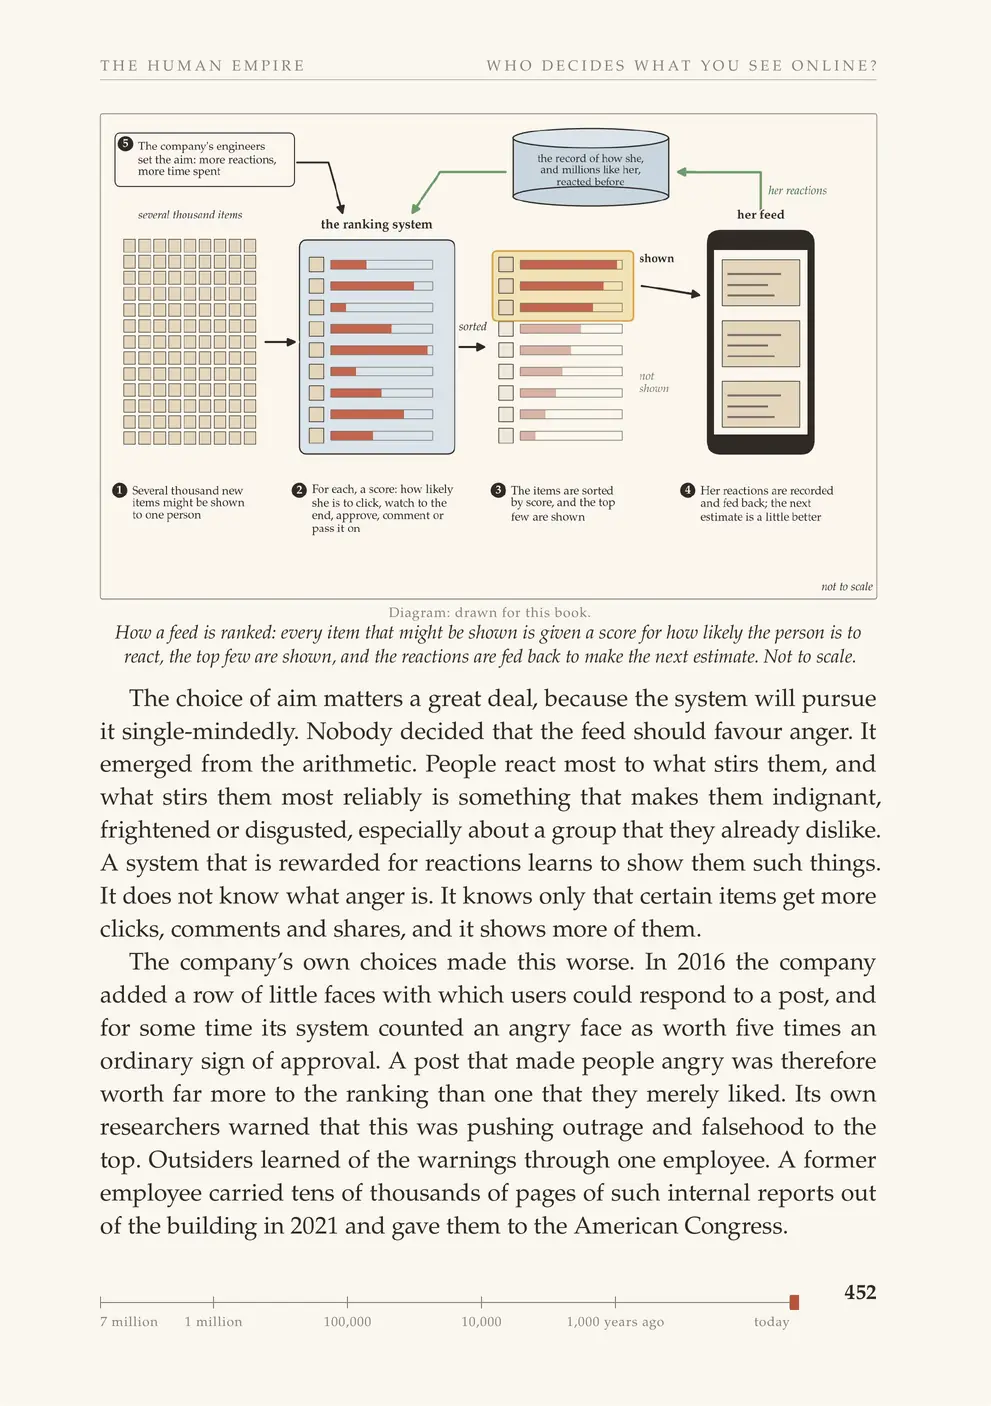 THE HUMAN EMPIRE
WHO DECIDES WHAT YOU SEE ONLINE?
5 The company's engineers
set the aim: more reactions,
more time spent
the record of how she,
and millions like her,
reacted before
her reactions
several thousand items
the ranking system
her feed
shown
sorted
not
shown
1 Several thousand new
items might be shown
to one person
2 For each, a score: how likely
she is to click, watch to the
end, approve, comment or
pass it on
3 The items are sorted
by score, and the top
few are shown
4 Her reactions are recorded
and fed back; the next
estimate is a little better
not to scale
Diagram: drawn for this book.
How a feed is ranked: every item that might be shown is given a score for how likely the person is to
react, the top few are shown, and the reactions are fed back to make the next estimate. Not to scale.
The choice of aim matters a great deal, because the system will pursue
it single-mindedly. Nobody decided that the feed should favour anger. It
emerged from the arithmetic. People react most to what stirs them, and
what stirs them most reliably is something that makes them indignant,
frightened or disgusted, especially about a group that they already dislike.
A system that is rewarded for reactions learns to show them such things.
It does not know what anger is. It knows only that certain items get more
clicks, comments and shares, and it shows more of them.
The company's own choices made this worse. In 2016 the company
added a row of little faces with which users could respond to a post, and
for some time its system counted an angry face as worth five times an
ordinary sign of approval. A post that made people angry was therefore
worth far more to the ranking than one that they merely liked. Its own
researchers warned that this was pushing outrage and falsehood to the
top. Outsiders learned of the warnings through one employee. A former
employee carried tens of thousands of pages of such internal reports out
of the building in 2021 and gave them to the American Congress.
452
7 million
1 million
100,000
10,000
1,000 years ago
today